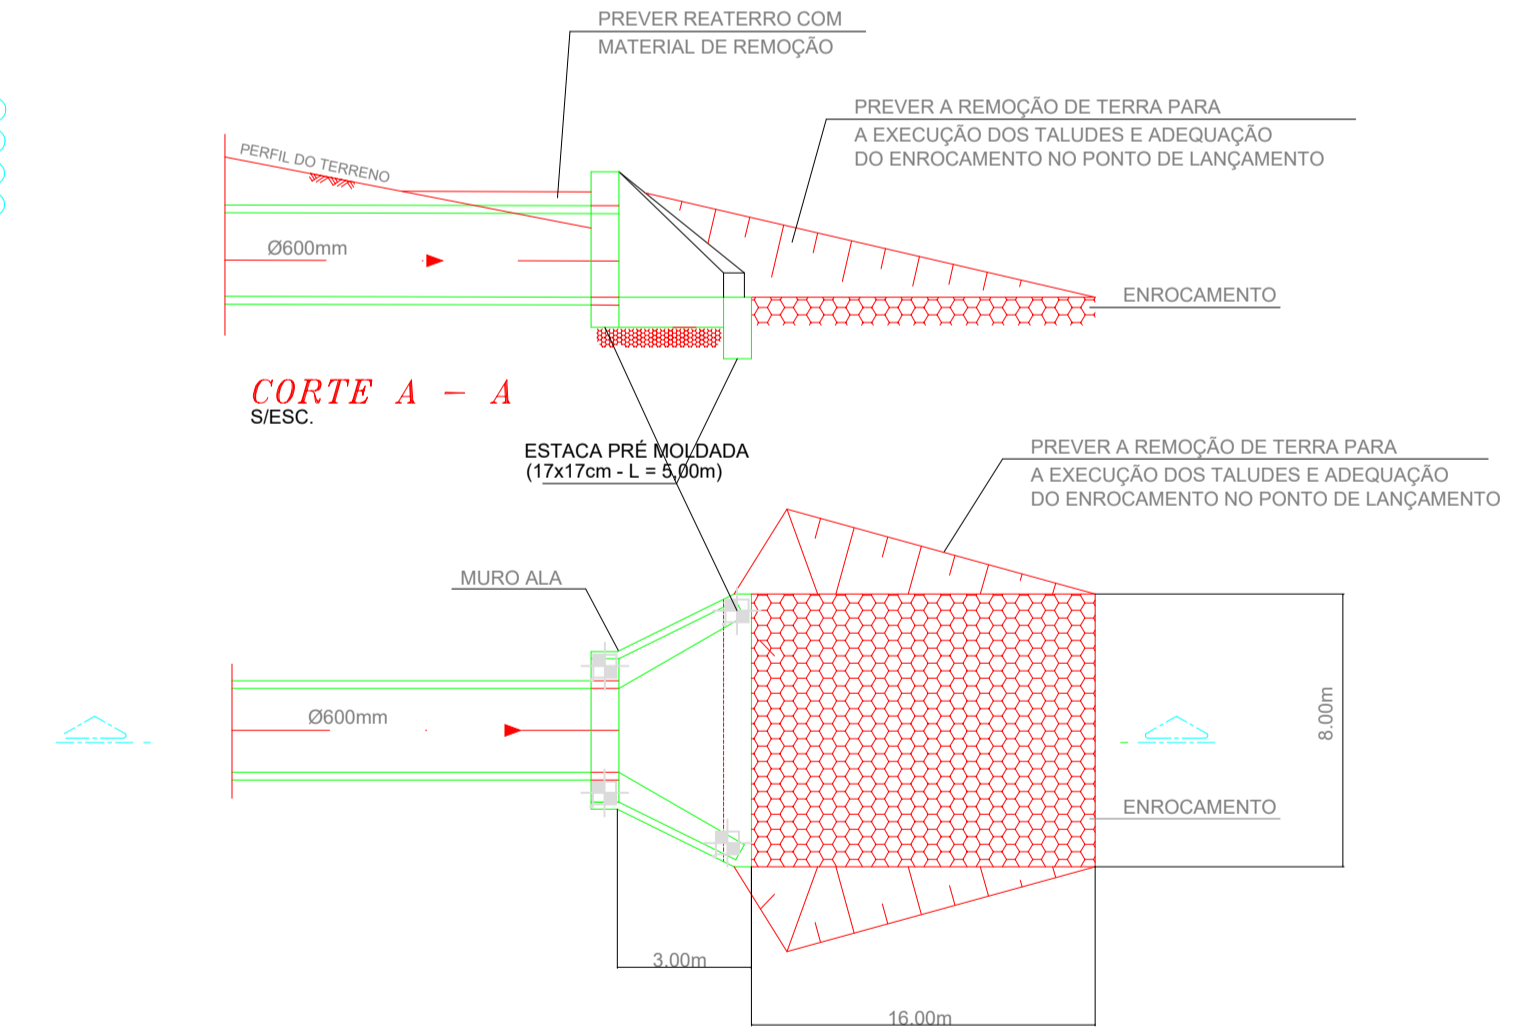 PREVER REATERRO COM
MATERIAL DE REMOÇÃO
PREVER A REMOÇÃO DE TERRA PARA
A EXECUÇÃO DOS TALUDES E ADEQUAÇÃO
DO ENROCAMENTO NO PONTO DE LANÇAMENTO
PERFIL DO TERRENO
Ø600mm
ENROCAMENTO
CORTE A - A
S/ESC.
ESTACA PRÉ MOLDADA
(17x17cm - L = 5,00m)
PREVER A REMOÇÃO DE TERRA PARA
A EXECUÇÃO DOS TALUDES E ADEQUAÇÃO
DO ENROCAMENTO NO PONTO DE LANÇAMENTO
MURO ALA
Ø600mm
8.00m
ENROCAMENTO
3.00m
16.00m